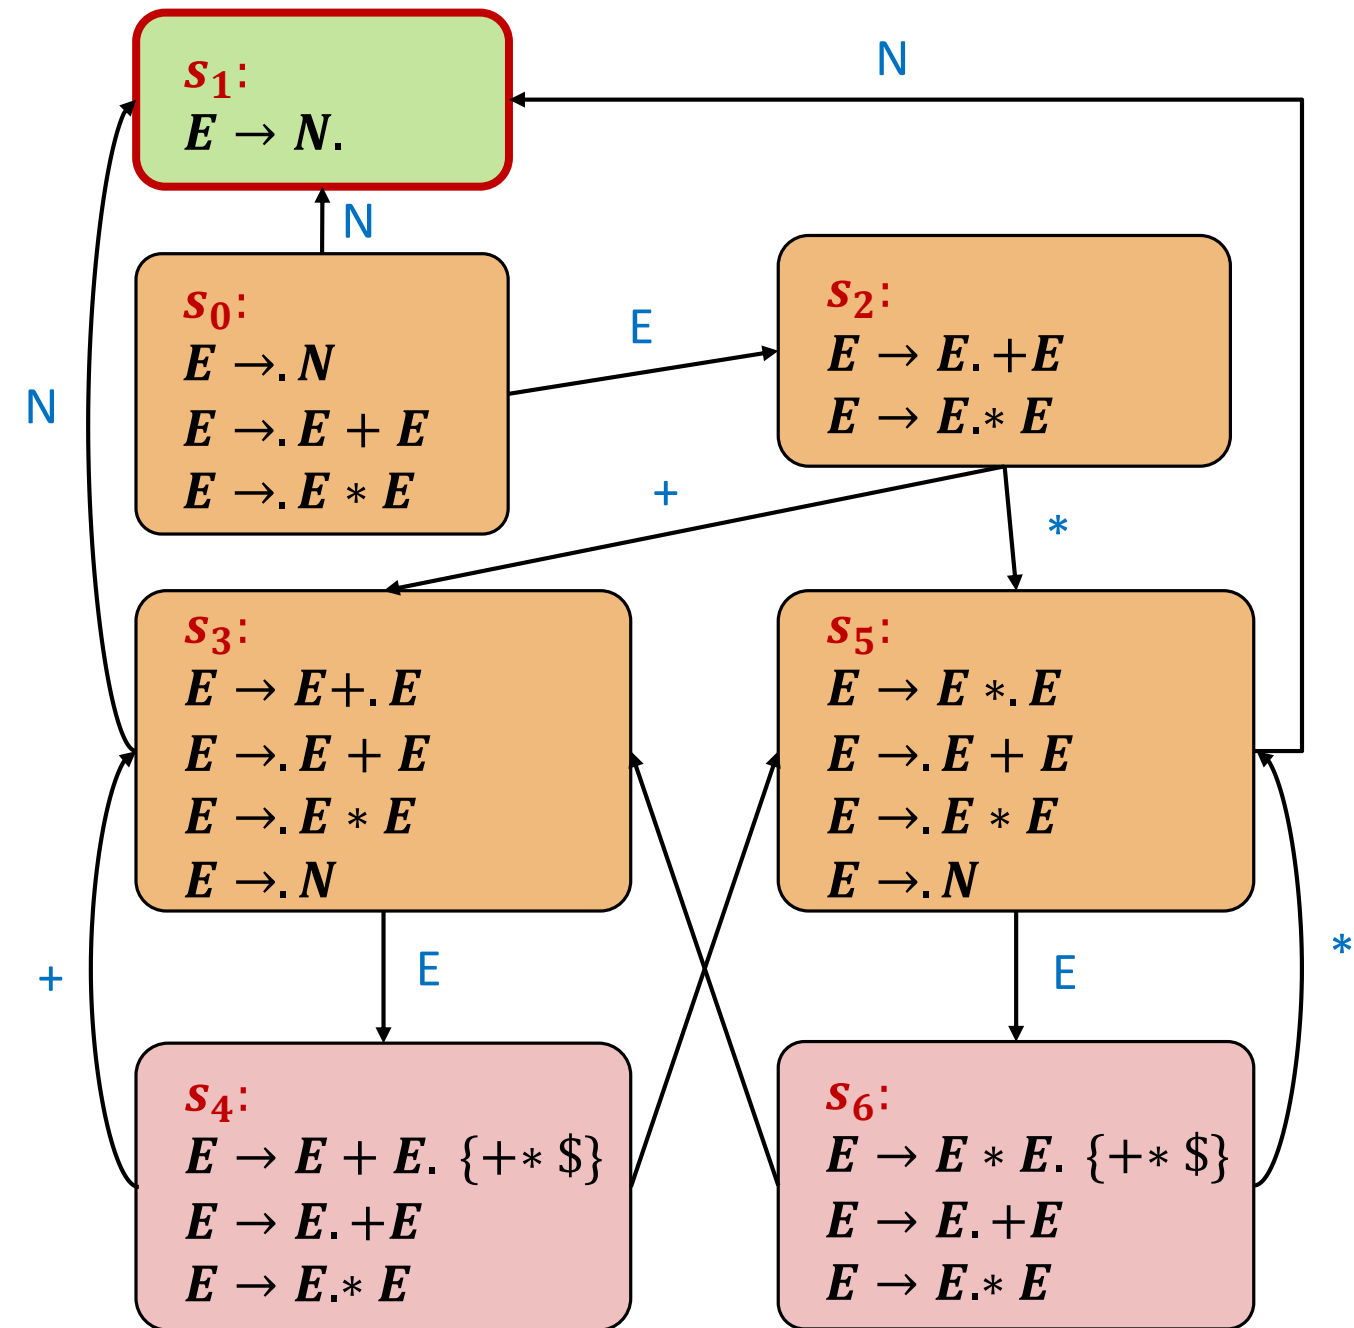 N
s₁:
E → N.
N
s₀:
E →. N
E →. E + E
E →. E * E
E
s₂:
E → E. +E
E → E.* E
N
+
*
s₃:
E → E+. E
E →. E + E
E →. E * E
E →. N
s₅:
E → E *. E
E →. E + E
E →. E * E
E →. N
+
E
E
*
s₄:
E → E + E. {+* $}
E → E. +E
E → E.* E
s₆:
E → E * E. {+* $}
E → E. +E
E → E.* E